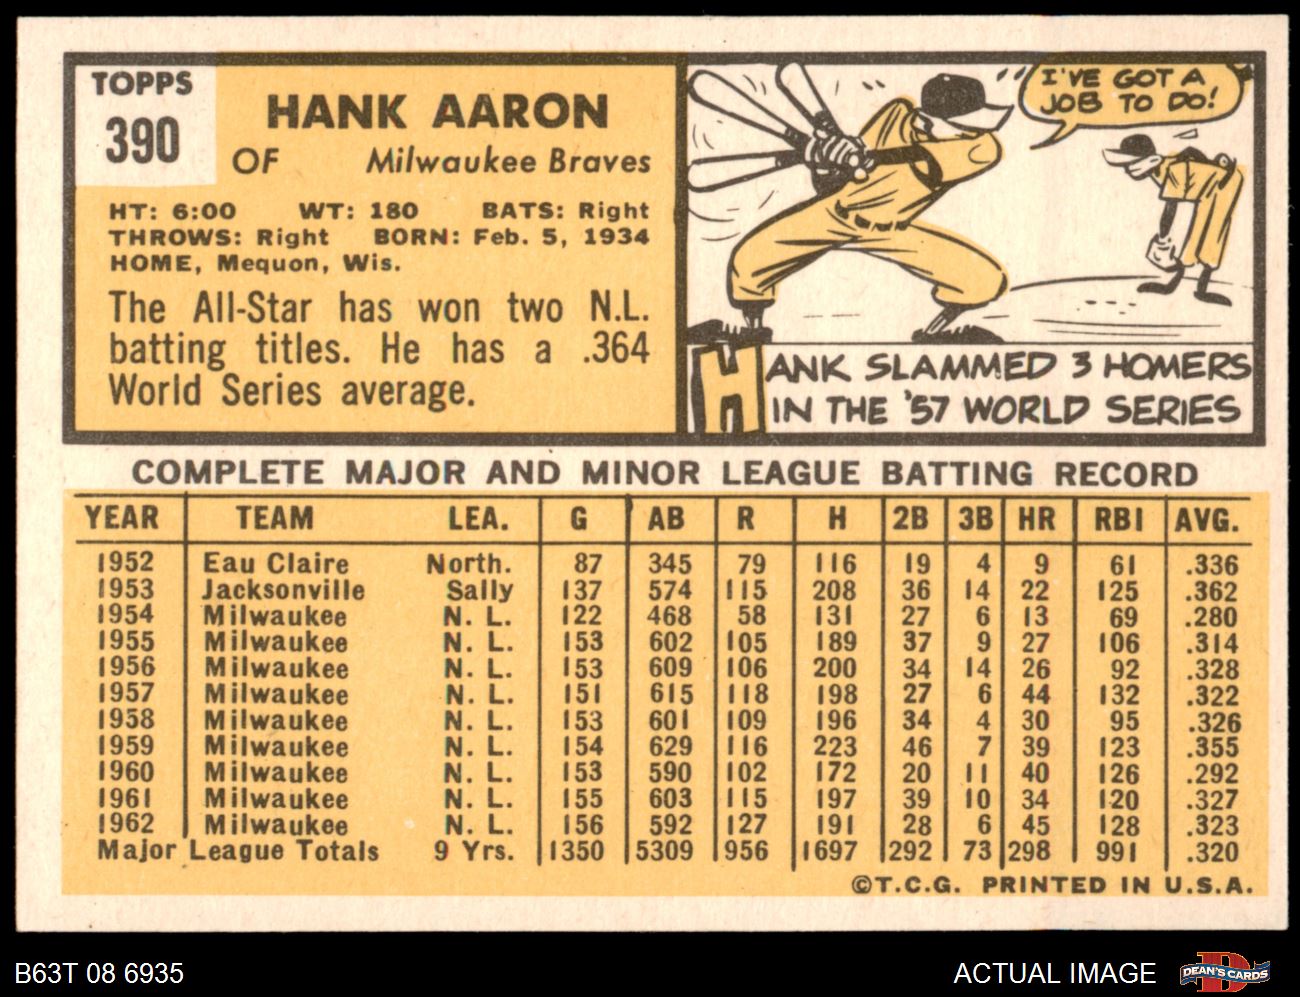 TOPPS
390
HANK AARON
OF Milwaukee Braves
HT: 6:00 WT: 180 BATS: Right
THROWS: Right BORN: Feb. 5, 1934
HOME, Mequon, Wis.
The All-Star has won two N.L.
batting titles. He has a .364
World Series average.
I'VE GOT A
JOB TO DO!
HANK SLAMMED 3 HOMERS
IN THE '57 WORLD SERIES
COMPLETE MAJOR AND MINOR LEAGUE BATTING RECORD
YEAR TEAM LEA. G AB R H 2B 3B HR RBI AVG.
1952 Eau Claire North. 87 345 79 116 19 4 9 61 .336
1953 Jacksonville Sally 137 574 115 208 36 14 22 125 .362
1954 Milwaukee N. L. 122 468 58 131 27 6 13 69 .280
1955 Milwaukee N. L. 153 602 105 189 37 9 27 106 .314
1956 Milwaukee N. L. 153 609 106 200 34 14 26 92 .328
1957 Milwaukee N. L. 151 615 118 198 27 6 44 132 .322
1958 Milwaukee N. L. 153 601 109 196 34 4 30 95 .326
1959 Milwaukee N. L. 154 629 116 223 46 7 39 123 .355
1960 Milwaukee N. L. 153 590 102 172 20 11 40 126 .292
1961 Milwaukee N. L. 155 603 115 197 39 10 34 120 .327
1962 Milwaukee N. L. 156 592 127 191 28 6 45 128 .323
Major League Totals 9 Yrs. 1350 5309 956 1697 292 73 298 991 .320
©T.C.G. PRINTED IN U.S.A.
B63T 08 6935
ACTUAL IMAGE
DEAN'S CARDS